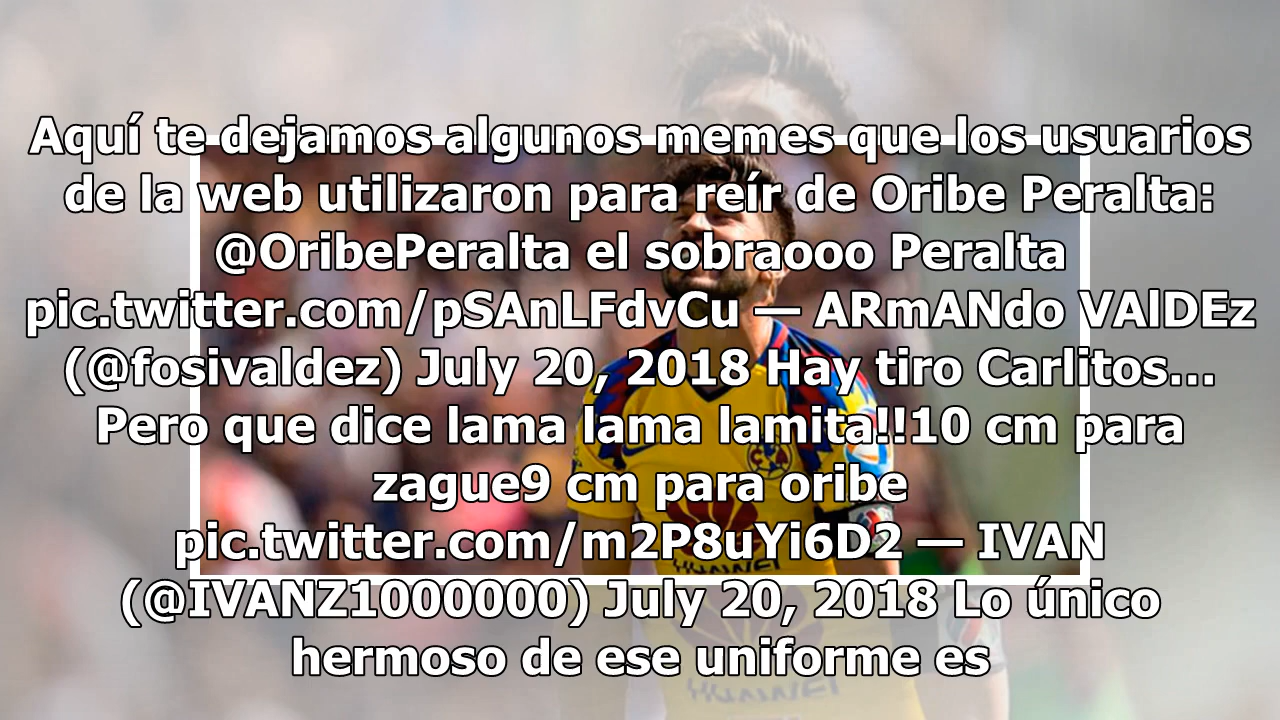 Aquí te dejamos algunos memes que los usuarios
de la web utilizaron para reír de Oribe Peralta:
@OribePeralta el sobraooo Peralta
pic.twitter.com/pSAnLFdvCu — ARmANdo VAlDEz
(@fosivaldez) July 20, 2018 Hay tiro Carlitos...
Pero que dice lama lama lamita!!10 cm para
zague9 cm para oribe
pic.twitter.com/m2P8uYi6D2 — IVAN
(@IVANZ1000000) July 20, 2018 Lo único
hermoso de ese uniforme es
HUAWEI
HUAWEI